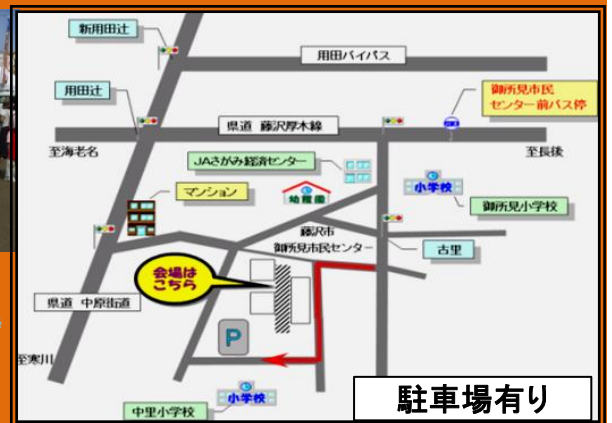 新用田辻
用田バイパス
用田辻
御所見市民
センター前バス停
県道 藤沢厚木線
至海老名
至長後
JAさがみ経済センター
マンション
幼稚園
小学校
御所見小学校
藤沢市
御所見市民センター
古里
会場は
こちら
県道 中原街道
P
至寒川
小学校
中里小学校
駐車場有り